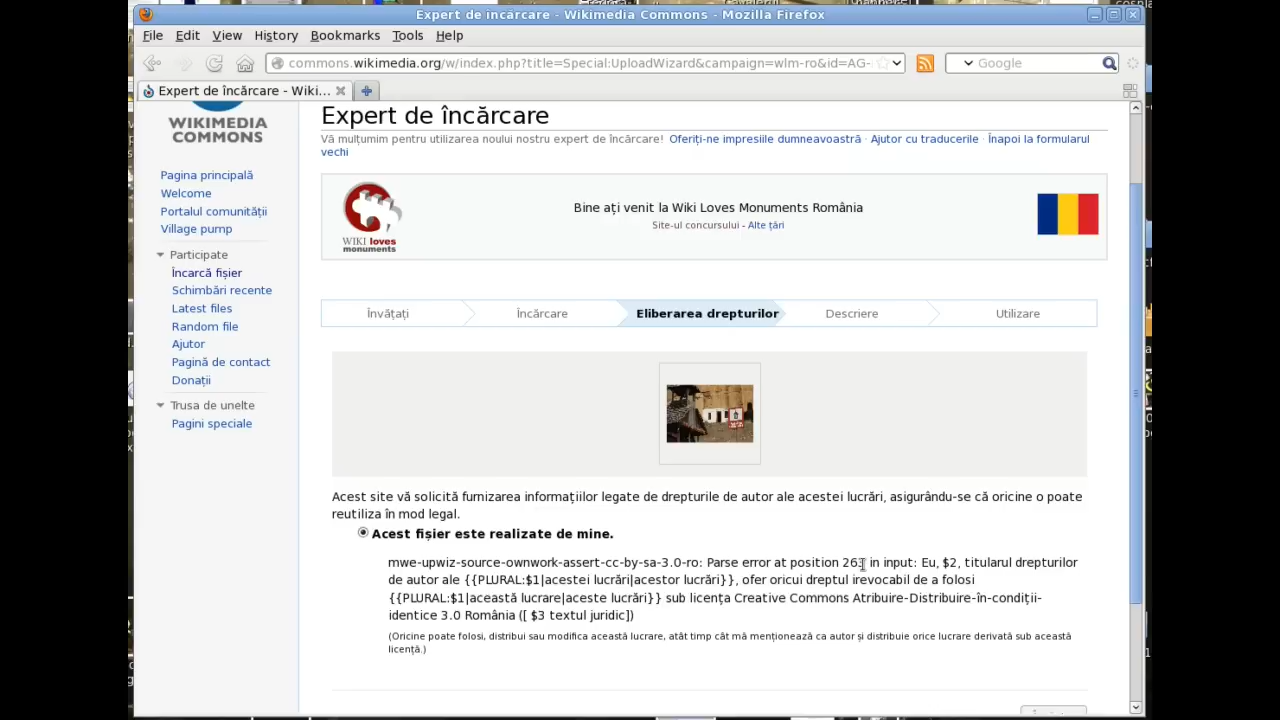 Expert de încărcare - Wikimedia Commons - Mozilla Firefox
File Edit View History Bookmarks Tools Help
commons.wikimedia.org/w/index.php?title=Special:UploadWizard&campaign=wlm-ro&id=AG-
Google
Expert de încărcare - Wiki...
WIKIMEDIA
COMMONS
Pagina principală
Welcome
Portalul comunității
Village pump
Participate
Încarcă fișier
Schimbări recente
Latest files
Random file
Ajutor
Pagină de contact
Donații
Trusa de unelte
Pagini speciale
Expert de încărcare
Vă mulțumim pentru utilizarea noului nostru expert de încărcare! Oferiți-ne impresiile dumneavoastră · Ajutor cu traducerile · Înapoi la formularul
vechi
WIKI loves
monuments
Bine ați venit la Wiki Loves Monuments România
Site-ul concursului - Alte țări
Învățați
Încărcare
Eliberarea drepturilor
Descriere
Utilizare
Acest site vă solicită furnizarea informațiilor legate de drepturile de autor ale acestei lucrări, asigurându-se că oricine o poate
reutiliza în mod legal.
Acest fișier este realizate de mine.
mwe-upwiz-source-ownwork-assert-cc-by-sa-3.0-ro: Parse error at position 263 in input: Eu, $2, titularul drepturilor
de autor ale {{PLURAL:$1|acestei lucrări|acestor lucrări}}, ofer oricui dreptul irevocabil de a folosi
{{PLURAL:$1|această lucrare|aceste lucrări}} sub licența Creative Commons Atribuire-Distribuire-în-condiții-
identice 3.0 România ([ $3 textul juridic])
(Oricine poate folosi, distribui sau modifica această lucrare, atât timp cât mă menționează ca autor și distribuie orice lucrare derivată sub această
licență.)